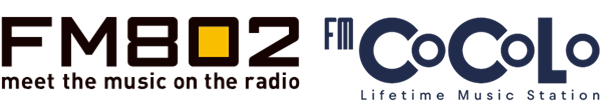 FM802
meet the music on the radio
FM CoCoLo
Lifetime Music Station